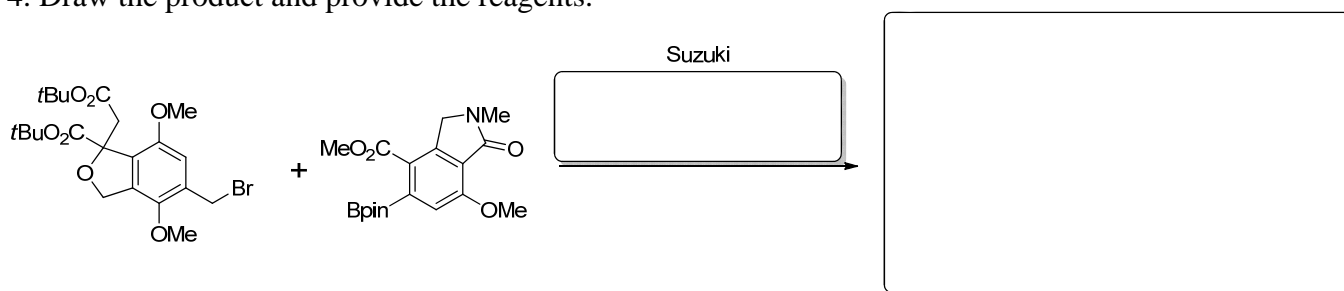 4. Draw the product and provide the reagents.
Suzuki
tBuO2C
OMe
tBuO2C
O
Br
OMe
+
NMe
MeO2C
O
Bpin
OMe